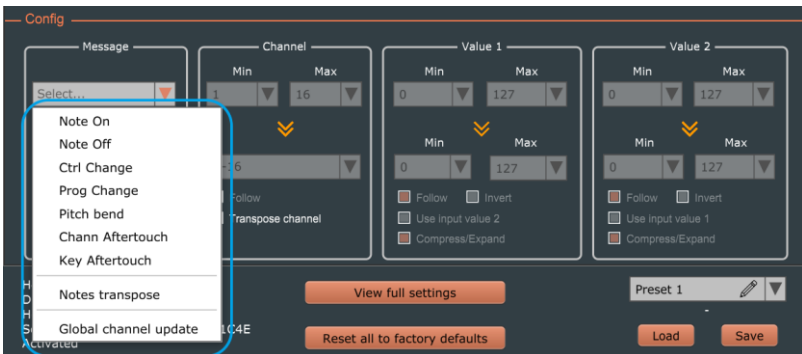 Config
Message
Channel
Value 1
Value 2
Min Max
Min Max
Min Max
Select...
1 16
0 127
0 127
Note On
Note Off
Ctrl Change
Prog Change
Pitch bend
Chann Aftertouch
Key Aftertouch
Notes transpose
Global channel update
Min Max
Min Max
-16
0 127
0 127
Follow
Transpose channel
Follow Invert
Use input value 2
Compress/Expand
Follow Invert
Use input value 1
Compress/Expand
H
D
H
S 1C4E
Activated
View full settings
Reset all to factory defaults
Preset 1
-
Load Save